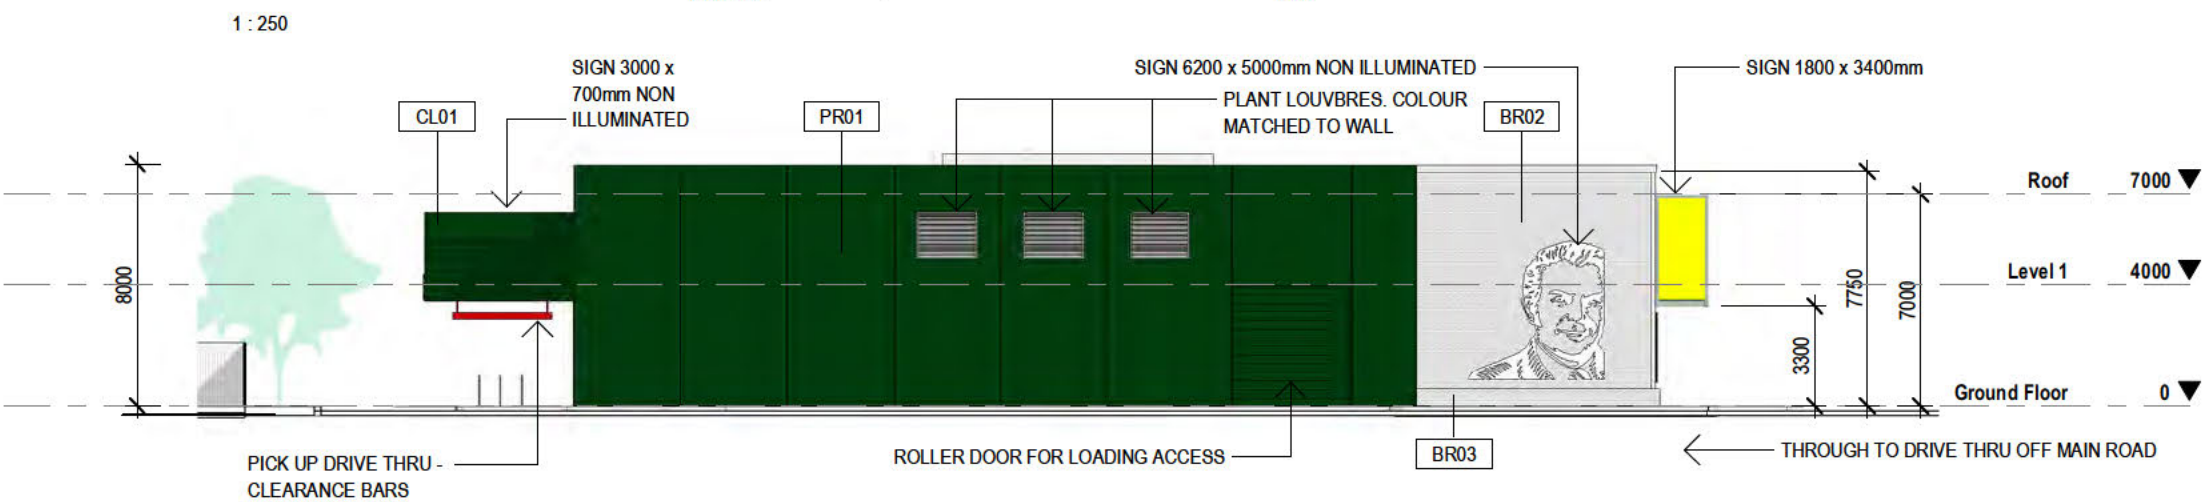 1 : 250
SIGN 3000 x
700mm NON
ILLUMINATED
SIGN 6200 x 5000mm NON ILLUMINATED
SIGN 1800 x 3400mm
PLANT LOUVBRES. COLOUR
MATCHED TO WALL
CL01
PR01
BR02
Roof 7000
Level 1 4000
Ground Floor 0
8000
7750
7000
3300
PICK UP DRIVE THRU -
CLEARANCE BARS
ROLLER DOOR FOR LOADING ACCESS
BR03
THROUGH TO DRIVE THRU OFF MAIN ROAD